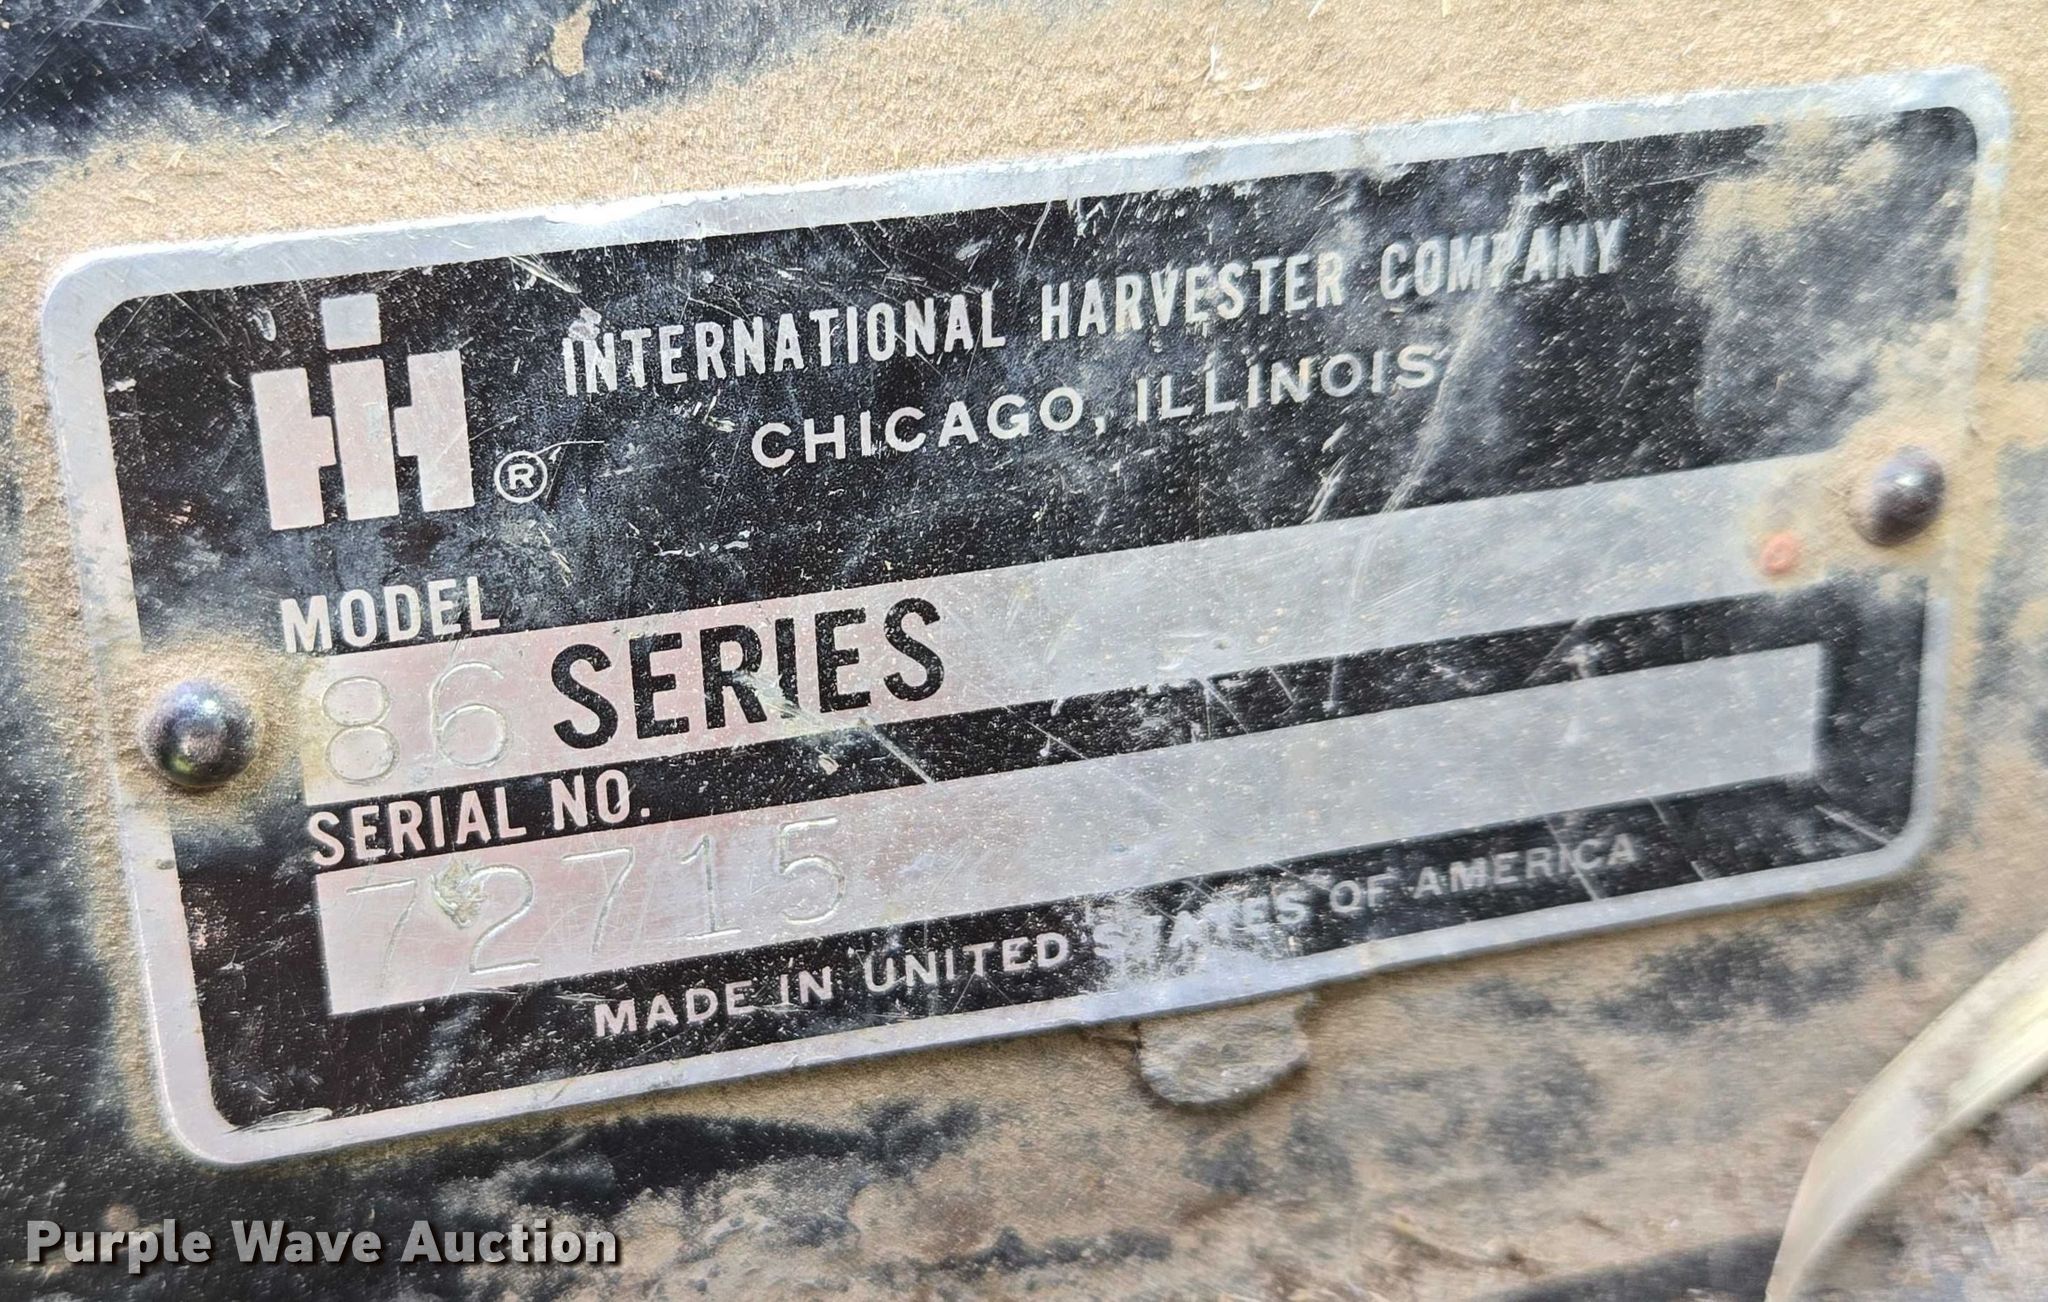 IH ®
INTERNATIONAL HARVESTER COMPANY
CHICAGO, ILLINOIS
MODEL
86 SERIES
SERIAL NO.
72715
MADE IN UNITED STATES OF AMERICA
Purple Wave Auction